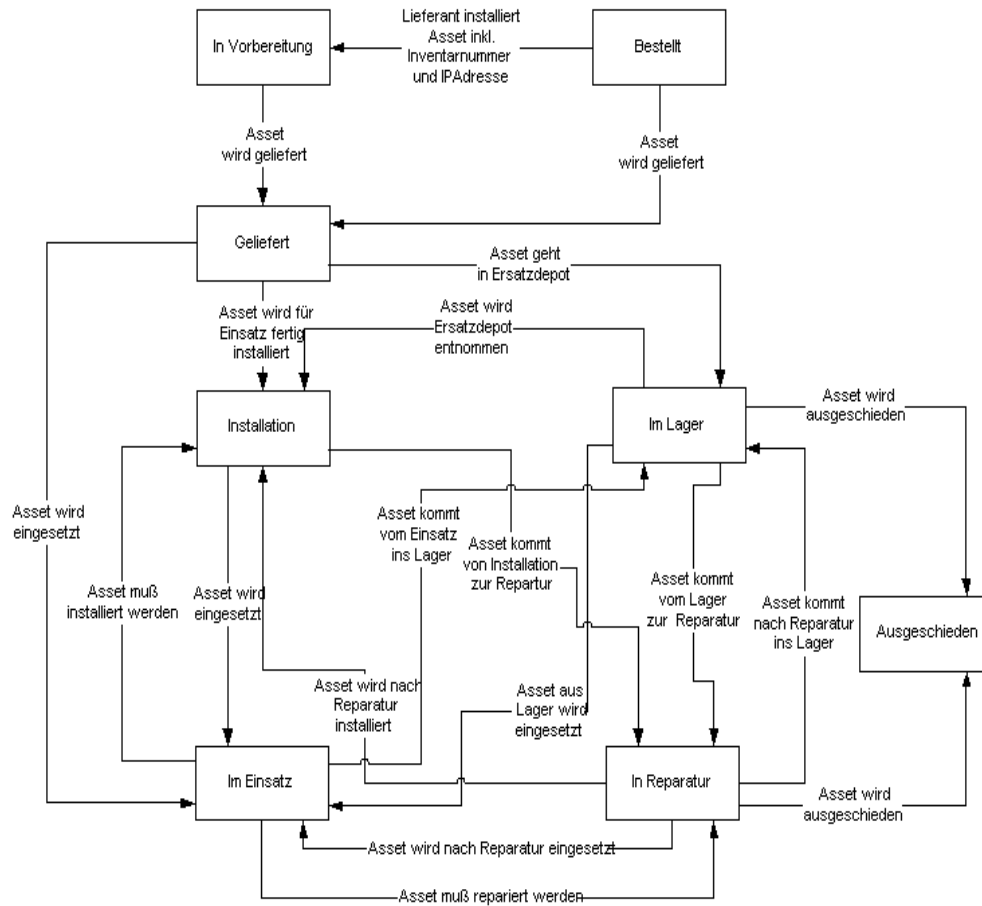 Lieferant installiert
Asset inkl.
Inventarnummer
und IPAdresse
In Vorbereitung
Bestellt
Asset
wird geliefert
Asset
wird geliefert
Geliefert
Asset geht
in Ersatzdepot
Asset wird für
Einsatz fertig
installiert
Asset wird
Ersatzdepot
entnommen
Installation
Im Lager
Asset wird
ausgeschieden
Asset wird
eingesetzt
Asset kommt
vom Einsatz
ins Lager
Asset kommt
von Installation
zur Repartur
Asset muß
installiert werden
Asset wird
eingesetzt
Asset kommt
vom Lager
zur Reparatur
Asset kommt
nach Reparatur
ins Lager
Ausgeschieden
Asset wird nach
Reparatur
installiert
Asset aus
Lager wird
eingesetzt
Im Einsatz
In Reparatur
Asset wird
ausgeschieden
Asset wird nach Reparatur eingesetzt
Asset muß repariert werden